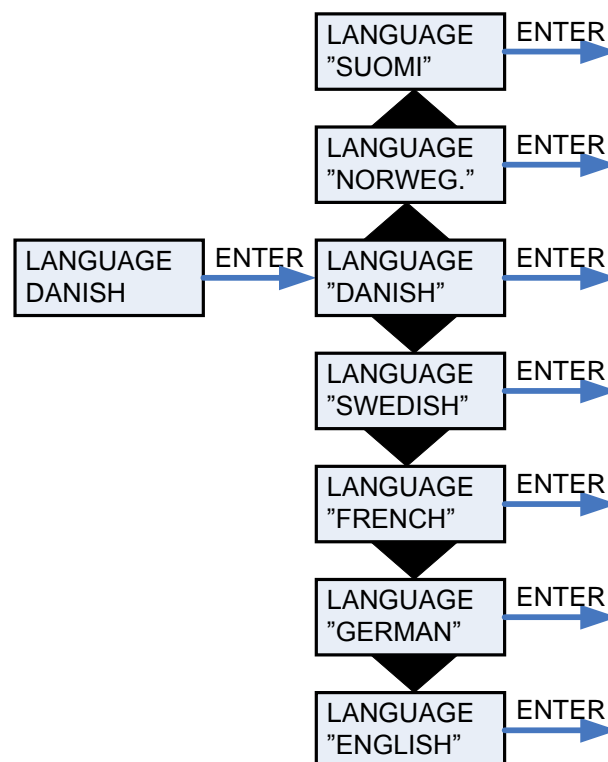 LANGUAGE
”SUOMI”
ENTER
LANGUAGE
”NORWEG.”
ENTER
LANGUAGE
DANISH
ENTER
LANGUAGE
”DANISH”
ENTER
LANGUAGE
”SWEDISH”
ENTER
LANGUAGE
”FRENCH”
ENTER
LANGUAGE
”GERMAN”
ENTER
LANGUAGE
”ENGLISH”
ENTER